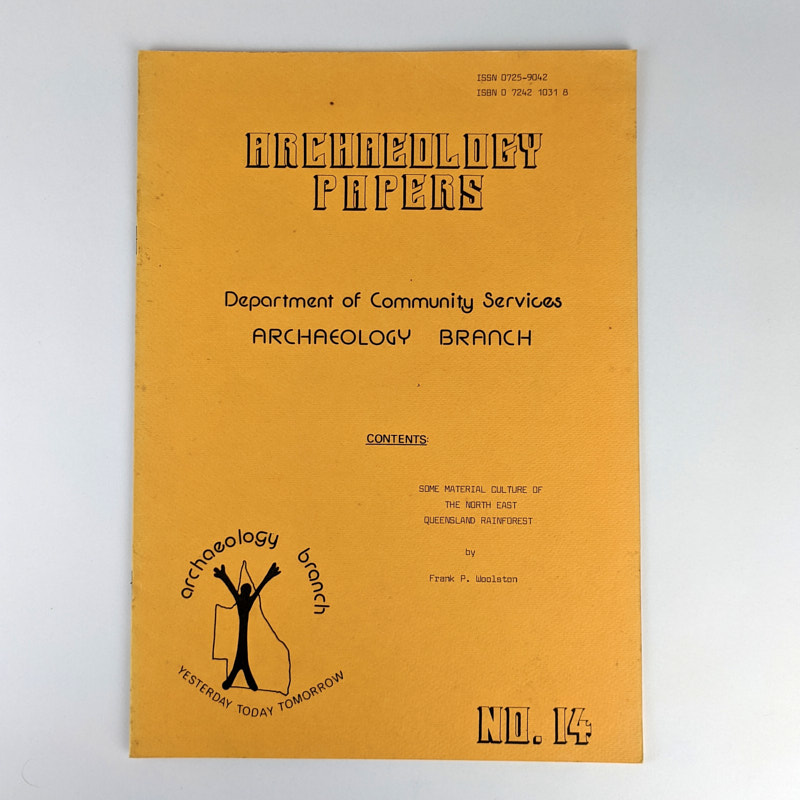 ISSN 0725-9042
ISBN 0 7242 1031 8
ARCHAEOLOGY
PAPERS
Department of Community Services
ARCHAEOLOGY BRANCH
CONTENTS:
SOME MATERIAL CULTURE OF
THE NORTH EAST
QUEENSLAND RAINFOREST
by
Frank P. Woolston
archaeology branch
YESTERDAY TODAY TOMORROW
NO. 14